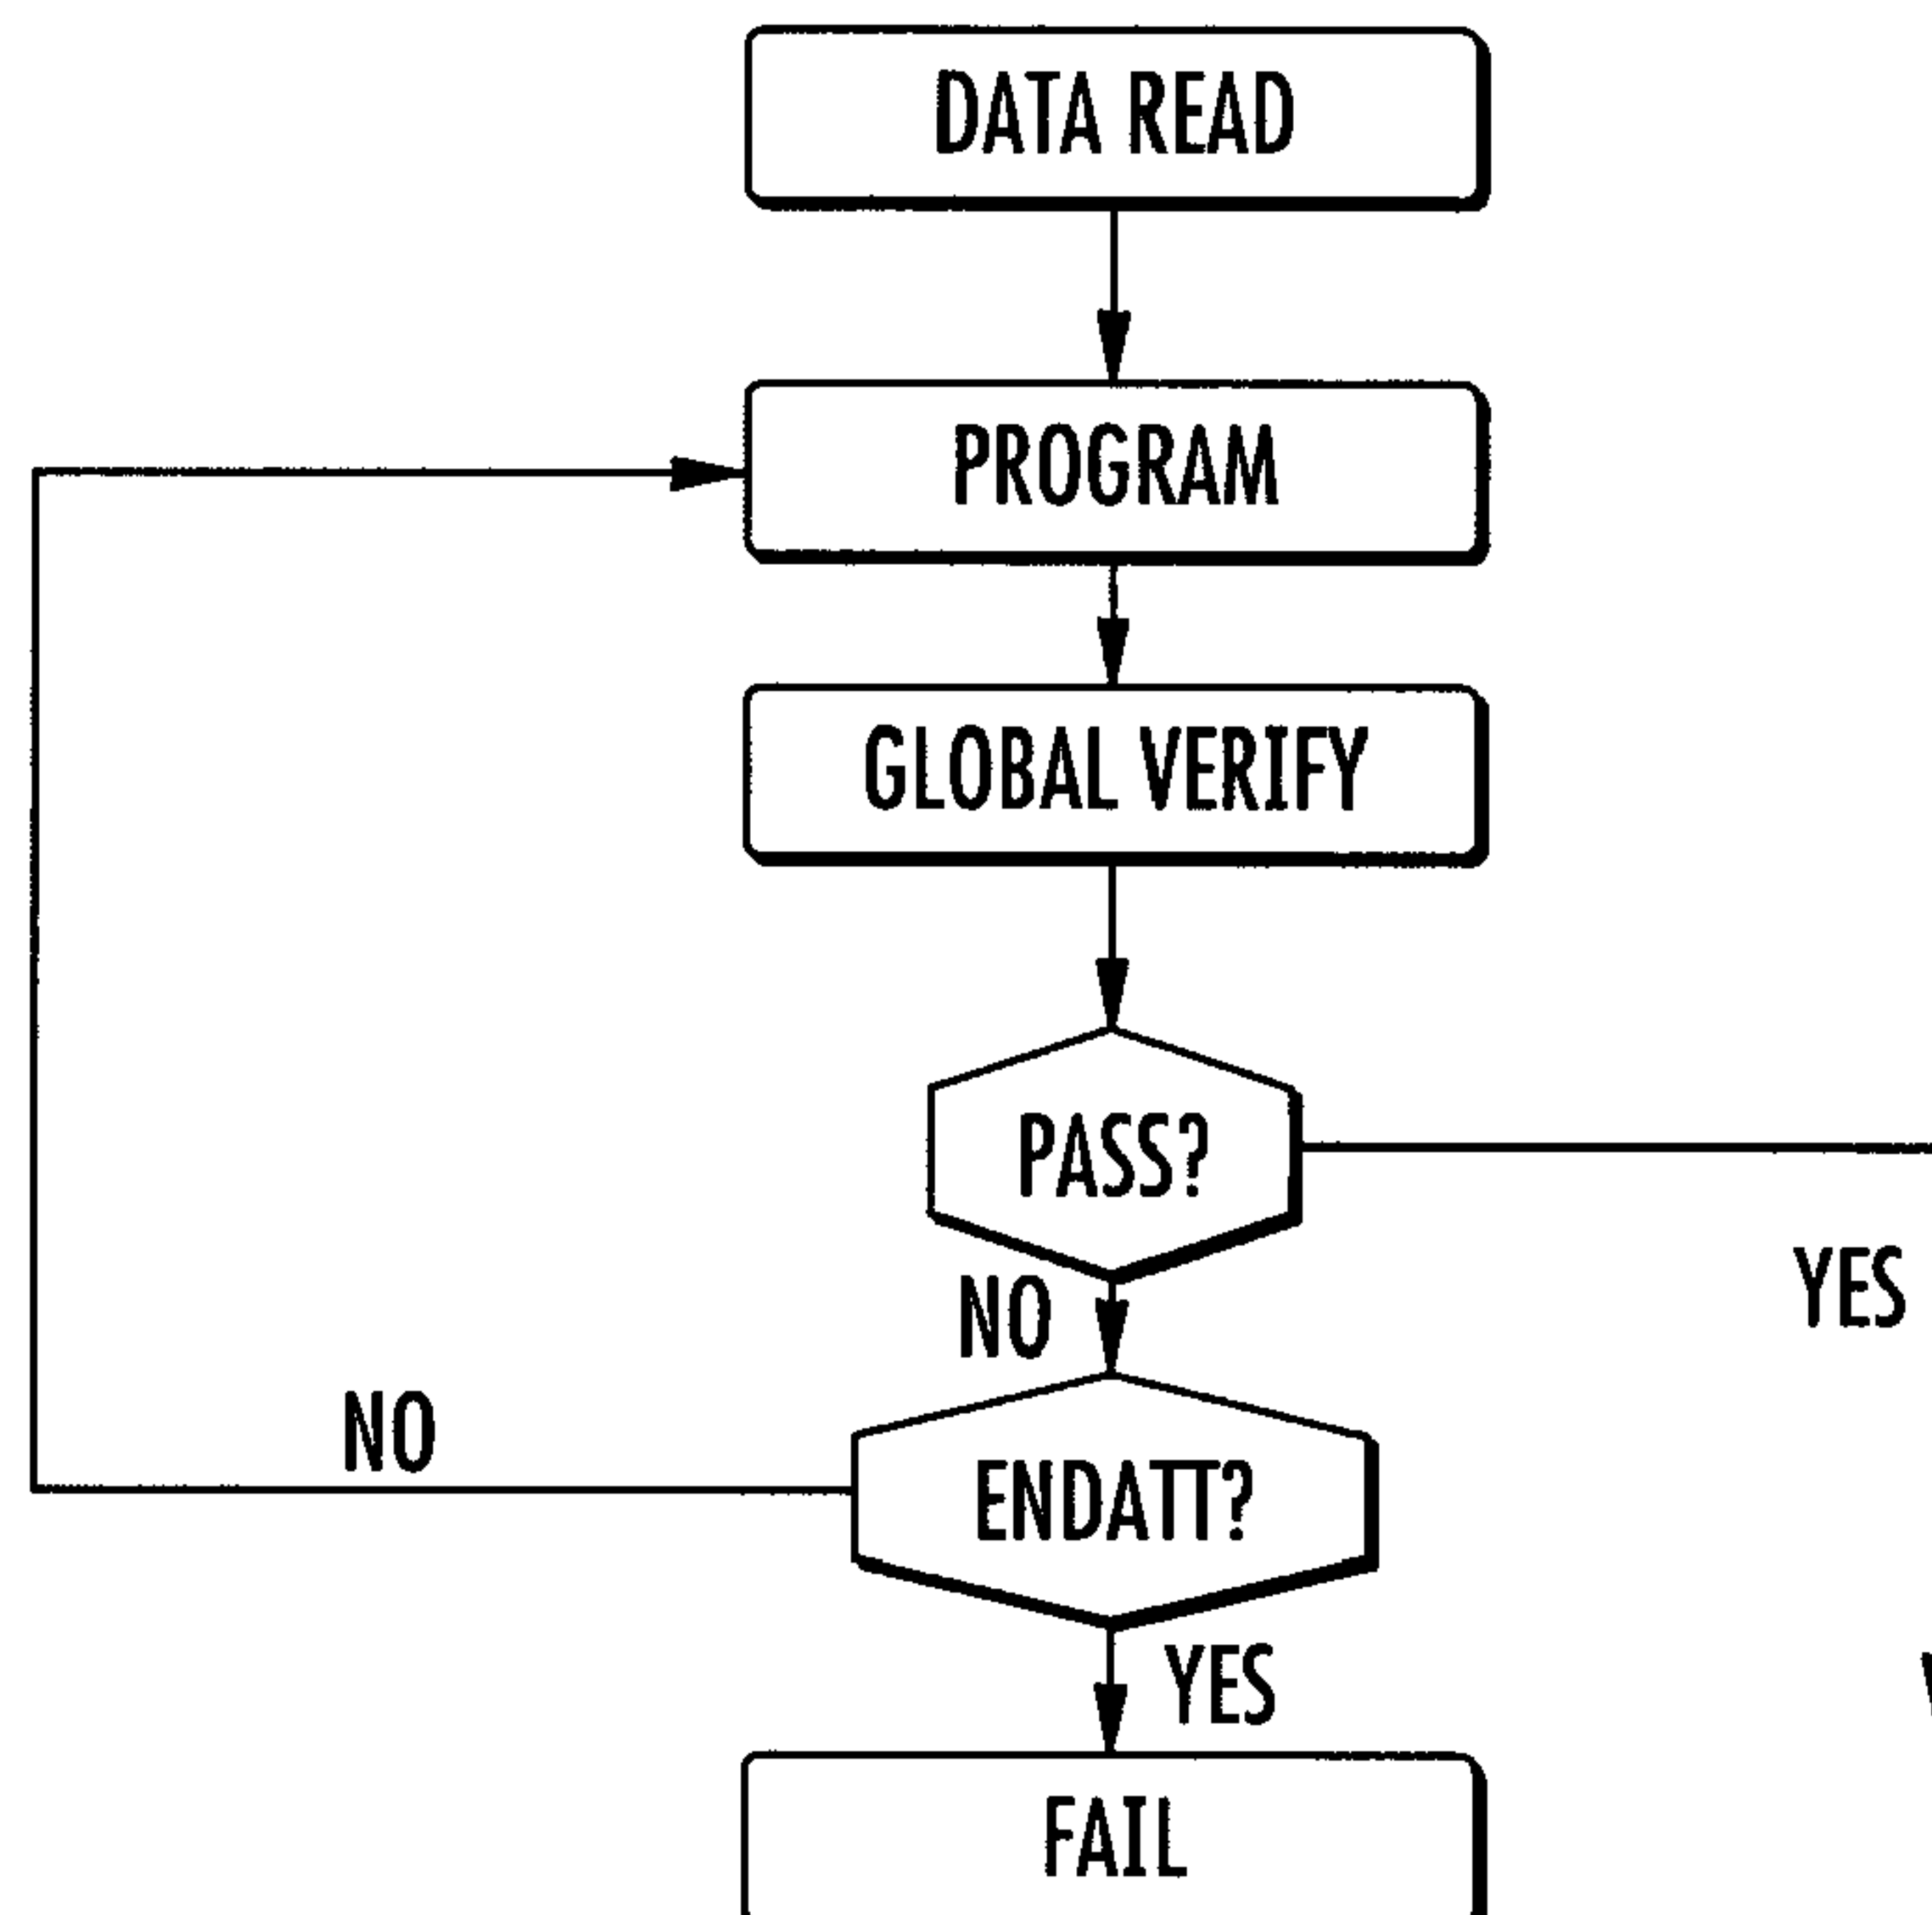 DATA READ
PROGRAM
GLOBAL VERIFY
PASS?
YES
NO
NO
ENDATT?
YES
FAIL